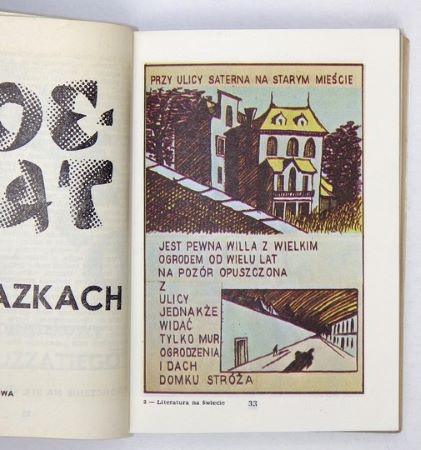 OE-
AT
AZKACH
OWA
PRZY ULICY SATERNA NA STARYM MIEŚCIE
JEST PEWNA WILLA Z WIELKIM
OGRODEM OD WIELU LAT
NA POZÓR OPUSZCZONA
Z
ULICY
JEDNAKŻE
WIDAĆ
TYLKO MUR
OGRODZENIA
I DACH
DOMKU STRÓŻA
3 — Literatura na świecie
33